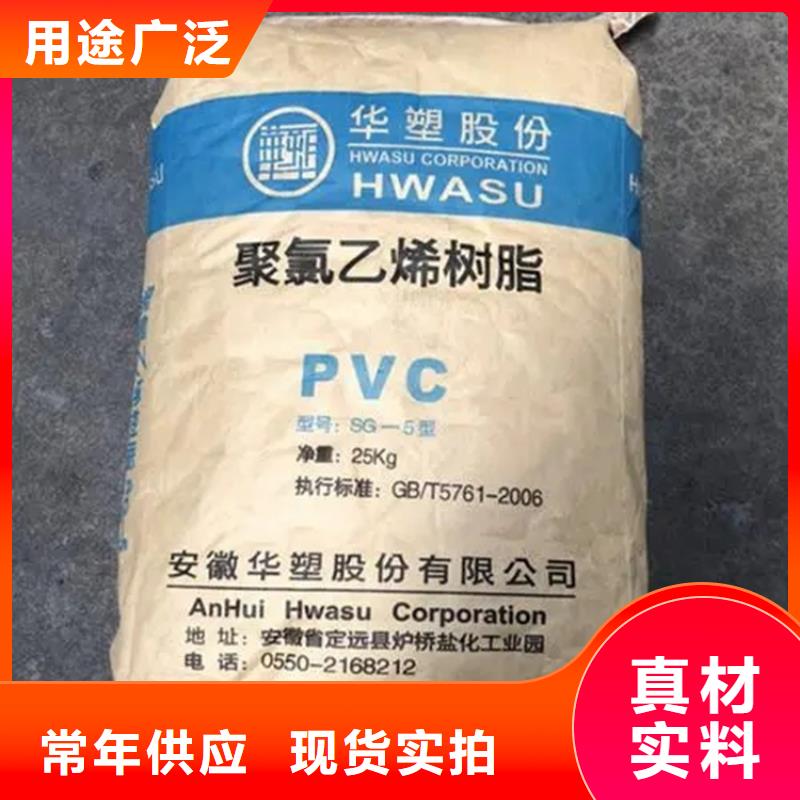 用途广泛
华塑股份
HWASU CORPORATION
HWASU
聚氯乙烯树脂
PVC
型号：SG—5型
净重：25Kg
执行标准：GB/T5761-2006
安徽华塑股份有限公司
AnHui Hwasu Corporation
地址：安徽省定远县炉桥盐化工业园
电话：0550-2168212
真材
实料
常年供应 现货实拍